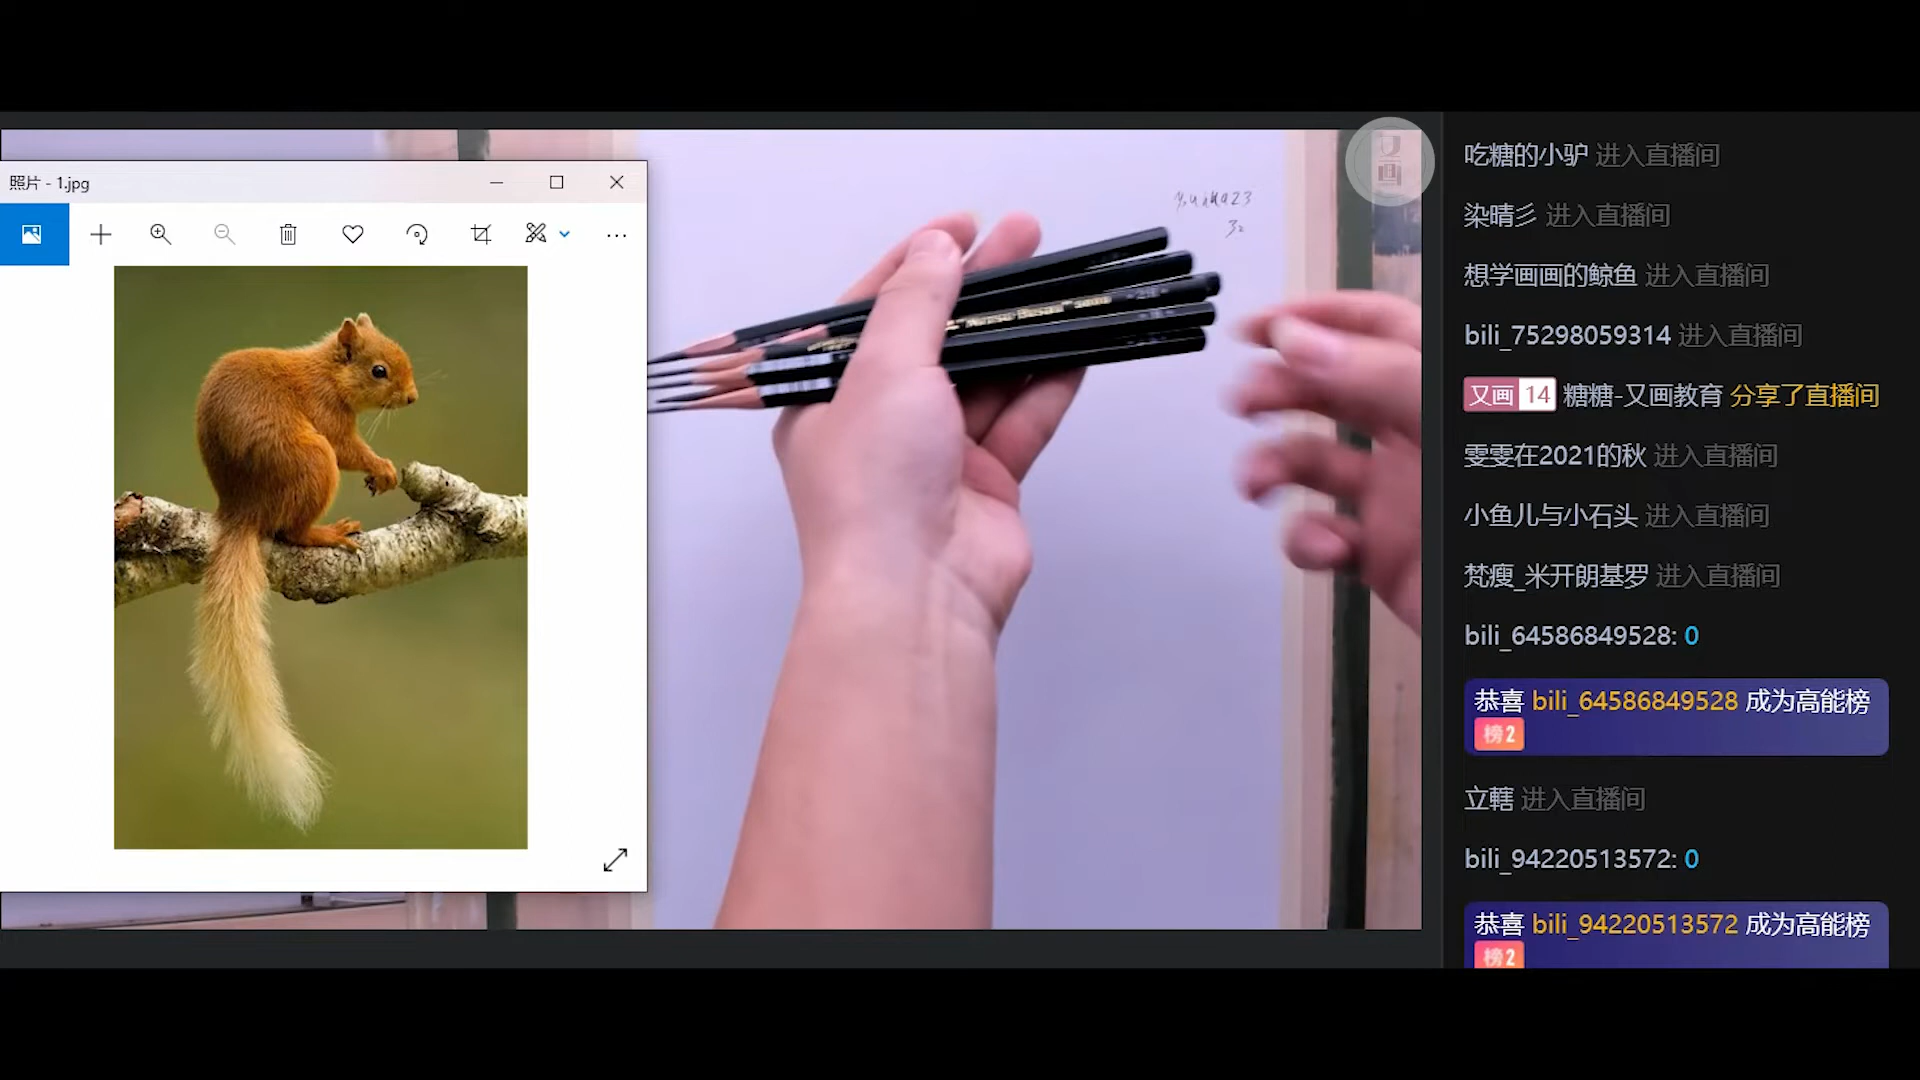 照片 - 1.jpg
吃糖的小驴 进入直播间
染晴彡 进入直播间
想学画画的鲸鱼 进入直播间
bili_75298059314 进入直播间
又画 14 糖糖-又画教育 分享了直播间
雯雯在2021的秋 进入直播间
小鱼儿与小石头 进入直播间
梵瘦_米开朗基罗 进入直播间
bili_64586849528: 0
恭喜 bili_64586849528 成为高能榜
榜2
立轄 进入直播间
bili_94220513572: 0
恭喜 bili_94220513572 成为高能榜
榜2